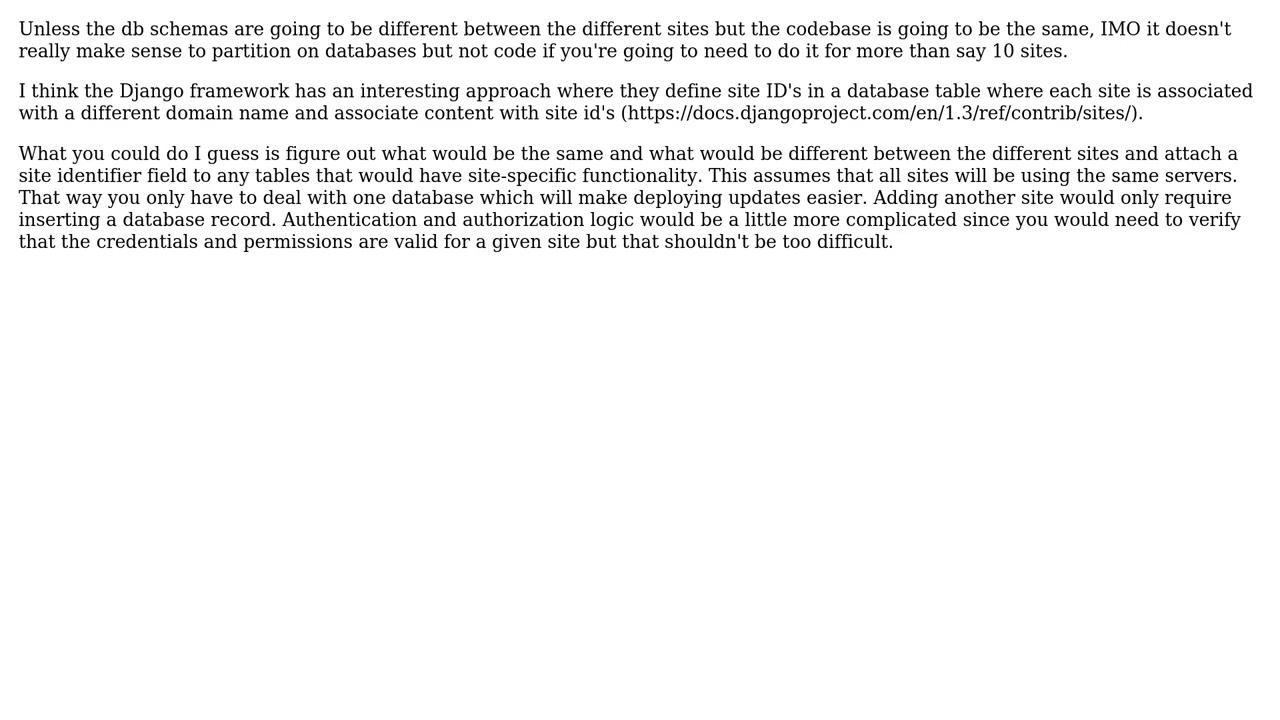 Unless the db schemas are going to be different between the different sites but the codebase is going to be the same, IMO it doesn't
really make sense to partition on databases but not code if you're going to need to do it for more than say 10 sites.
I think the Django framework has an interesting approach where they define site ID's in a database table where each site is associated
with a different domain name and associate content with site id's (https://docs.djangoproject.com/en/1.3/ref/contrib/sites/).
What you could do I guess is figure out what would be the same and what would be different between the different sites and attach a
site identifier field to any tables that would have site-specific functionality. This assumes that all sites will be using the same servers.
That way you only have to deal with one database which will make deploying updates easier. Adding another site would only require
inserting a database record. Authentication and authorization logic would be a little more complicated since you would need to verify
that the credentials and permissions are valid for a given site but that shouldn't be too difficult.